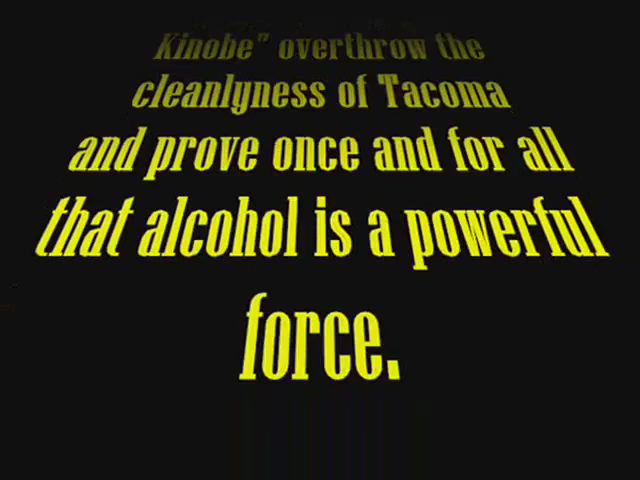 Kinobe" overthrow the
cleanlyness of Tacoma
and prove once and for all
that alcohol is a powerful
force.